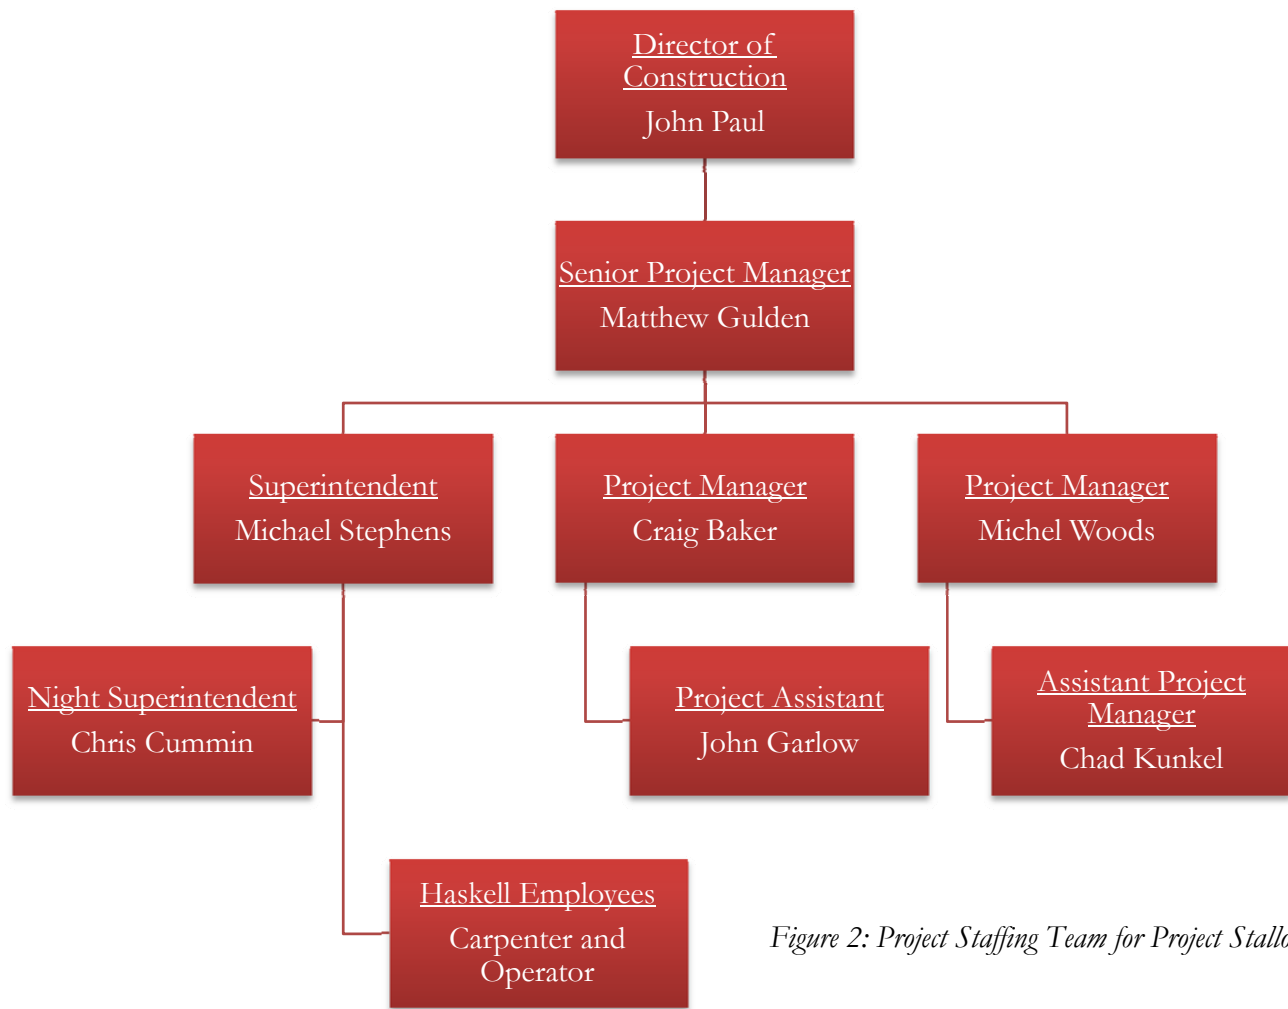 Director of
Construction
John Paul
Senior Project Manager
Matthew Gulden
Superintendent
Michael Stephens
Project Manager
Craig Baker
Project Manager
Michel Woods
Night Superintendent
Chris Cummin
Project Assistant
John Garlow
Assistant Project
Manager
Chad Kunkel
Haskell Employees
Carpenter and
Operator
Figure 2: Project Staffing Team for Project